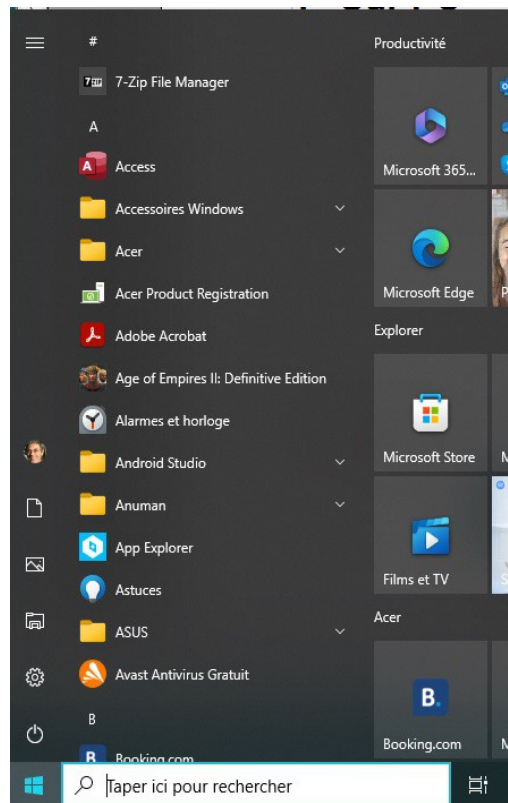 #
7-Zip File Manager
A
Access
Accessoires Windows
Acer
Acer Product Registration
Adobe Acrobat
Age of Empires II: Definitive Edition
Alarmes et horloge
Android Studio
Anuman
App Explorer
Astuces
ASUS
Avast Antivirus Gratuit
B
Booking.com
Productivité
Microsoft 365...
Microsoft Edge
Explorer
Microsoft Store
Films et TV
Acer
B.
Booking.com
Taper ici pour rechercher